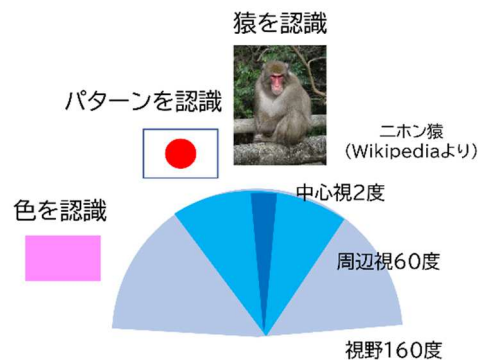 猿を認識
パターンを認識
ニホン猿
(Wikipediaより)
中心視2度
色を認識
周辺視60度
視野160度